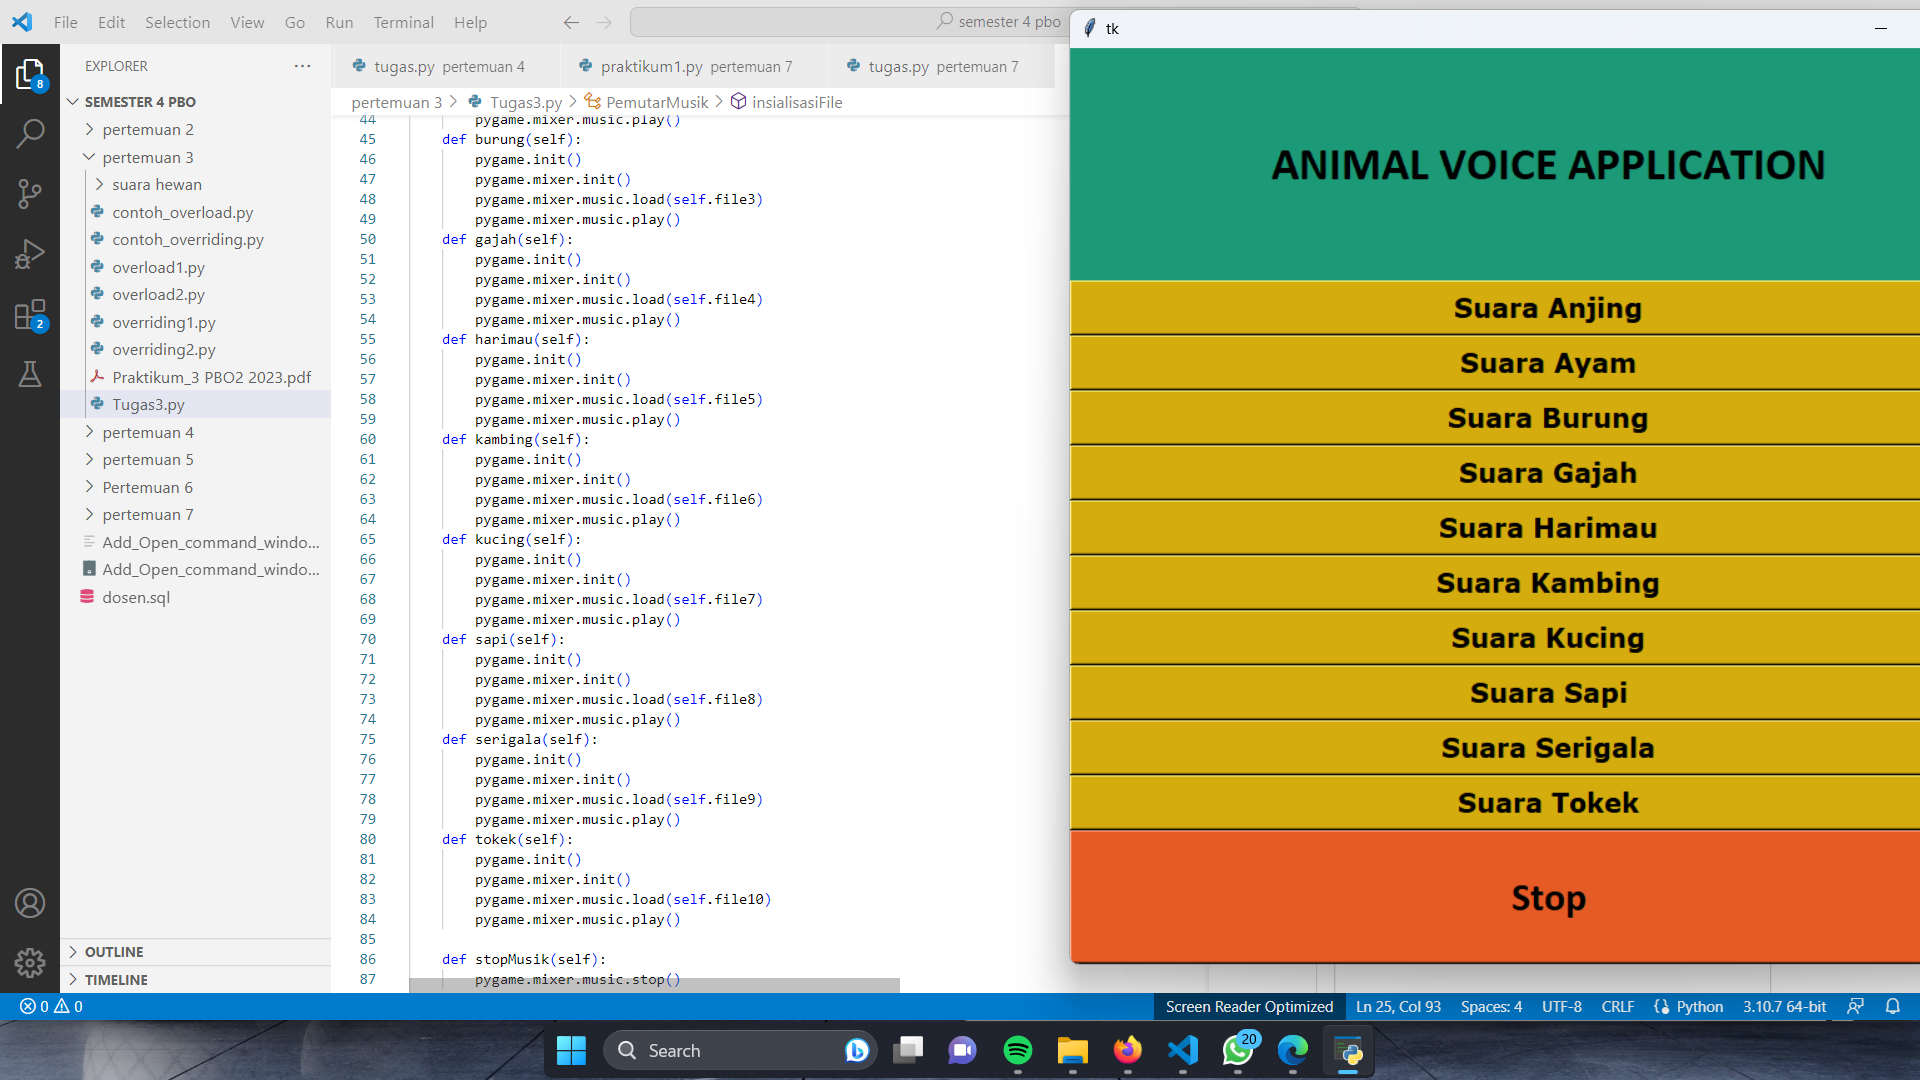 File Edit Selection View Go Run Terminal Help
semester 4 pbo
tk
EXPLORER
SEMESTER 4 PBO
pertemuan 2
pertemuan 3
suara hewan
contoh_overload.py
contoh_overriding.py
overload1.py
overload2.py
overriding1.py
overriding2.py
Praktikum_3 PBO2 2023.pdf
Tugas3.py
pertemuan 4
pertemuan 5
Pertemuan 6
pertemuan 7
Add_Open_command_windo...
Add_Open_command_windo...
dosen.sql
OUTLINE
TIMELINE
8
2
tugas.py pertemuan 4
praktikum1.py pertemuan 7
tugas.py pertemuan 7
pertemuan 3 > Tugas3.py > PemutarMusik > insialisasiFile
44 pygame.mixer.music.play()
45 def burung(self):
46 pygame.init()
47 pygame.mixer.init()
48 pygame.mixer.music.load(self.file3)
49 pygame.mixer.music.play()
50 def gajah(self):
51 pygame.init()
52 pygame.mixer.init()
53 pygame.mixer.music.load(self.file4)
54 pygame.mixer.music.play()
55 def harimau(self):
56 pygame.init()
57 pygame.mixer.init()
58 pygame.mixer.music.load(self.file5)
59 pygame.mixer.music.play()
60 def kambing(self):
61 pygame.init()
62 pygame.mixer.init()
63 pygame.mixer.music.load(self.file6)
64 pygame.mixer.music.play()
65 def kucing(self):
66 pygame.init()
67 pygame.mixer.init()
68 pygame.mixer.music.load(self.file7)
69 pygame.mixer.music.play()
70 def sapi(self):
71 pygame.init()
72 pygame.mixer.init()
73 pygame.mixer.music.load(self.file8)
74 pygame.mixer.music.play()
75 def serigala(self):
76 pygame.init()
77 pygame.mixer.init()
78 pygame.mixer.music.load(self.file9)
79 pygame.mixer.music.play()
80 def tokek(self):
81 pygame.init()
82 pygame.mixer.init()
83 pygame.mixer.music.load(self.file10)
84 pygame.mixer.music.play()
85
86 def stopMusik(self):
87 pygame.mixer.music.stop()
ANIMAL VOICE APPLICATION
Suara Anjing
Suara Ayam
Suara Burung
Suara Gajah
Suara Harimau
Suara Kambing
Suara Kucing
Suara Sapi
Suara Serigala
Suara Tokek
Stop
0 0
Screen Reader Optimized Ln 25, Col 93 Spaces: 4 UTF-8 CRLF Python 3.10.7 64-bit
Search
20